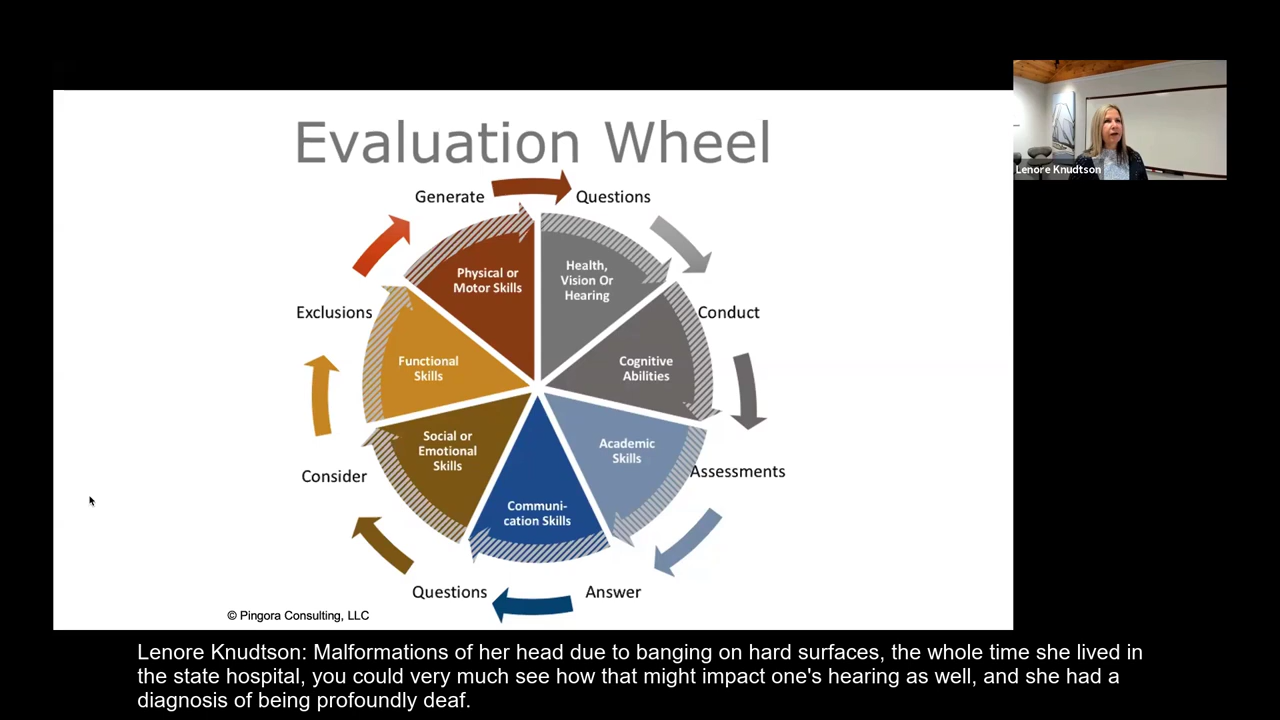 Evaluation Wheel
Lenore Knudtson
Generate
Questions
Physical or
Motor Skills
Health,
Vision Or
Hearing
Exclusions
Conduct
Functional
Skills
Cognitive
Abilities
Social or
Emotional
Skills
Academic
Skills
Consider
Assessments
Communi-
cation Skills
Questions
Answer
© Pingora Consulting, LLC
Lenore Knudtson: Malformations of her head due to banging on hard surfaces, the whole time she lived in
the state hospital, you could very much see how that might impact one's hearing as well, and she had a
diagnosis of being profoundly deaf.